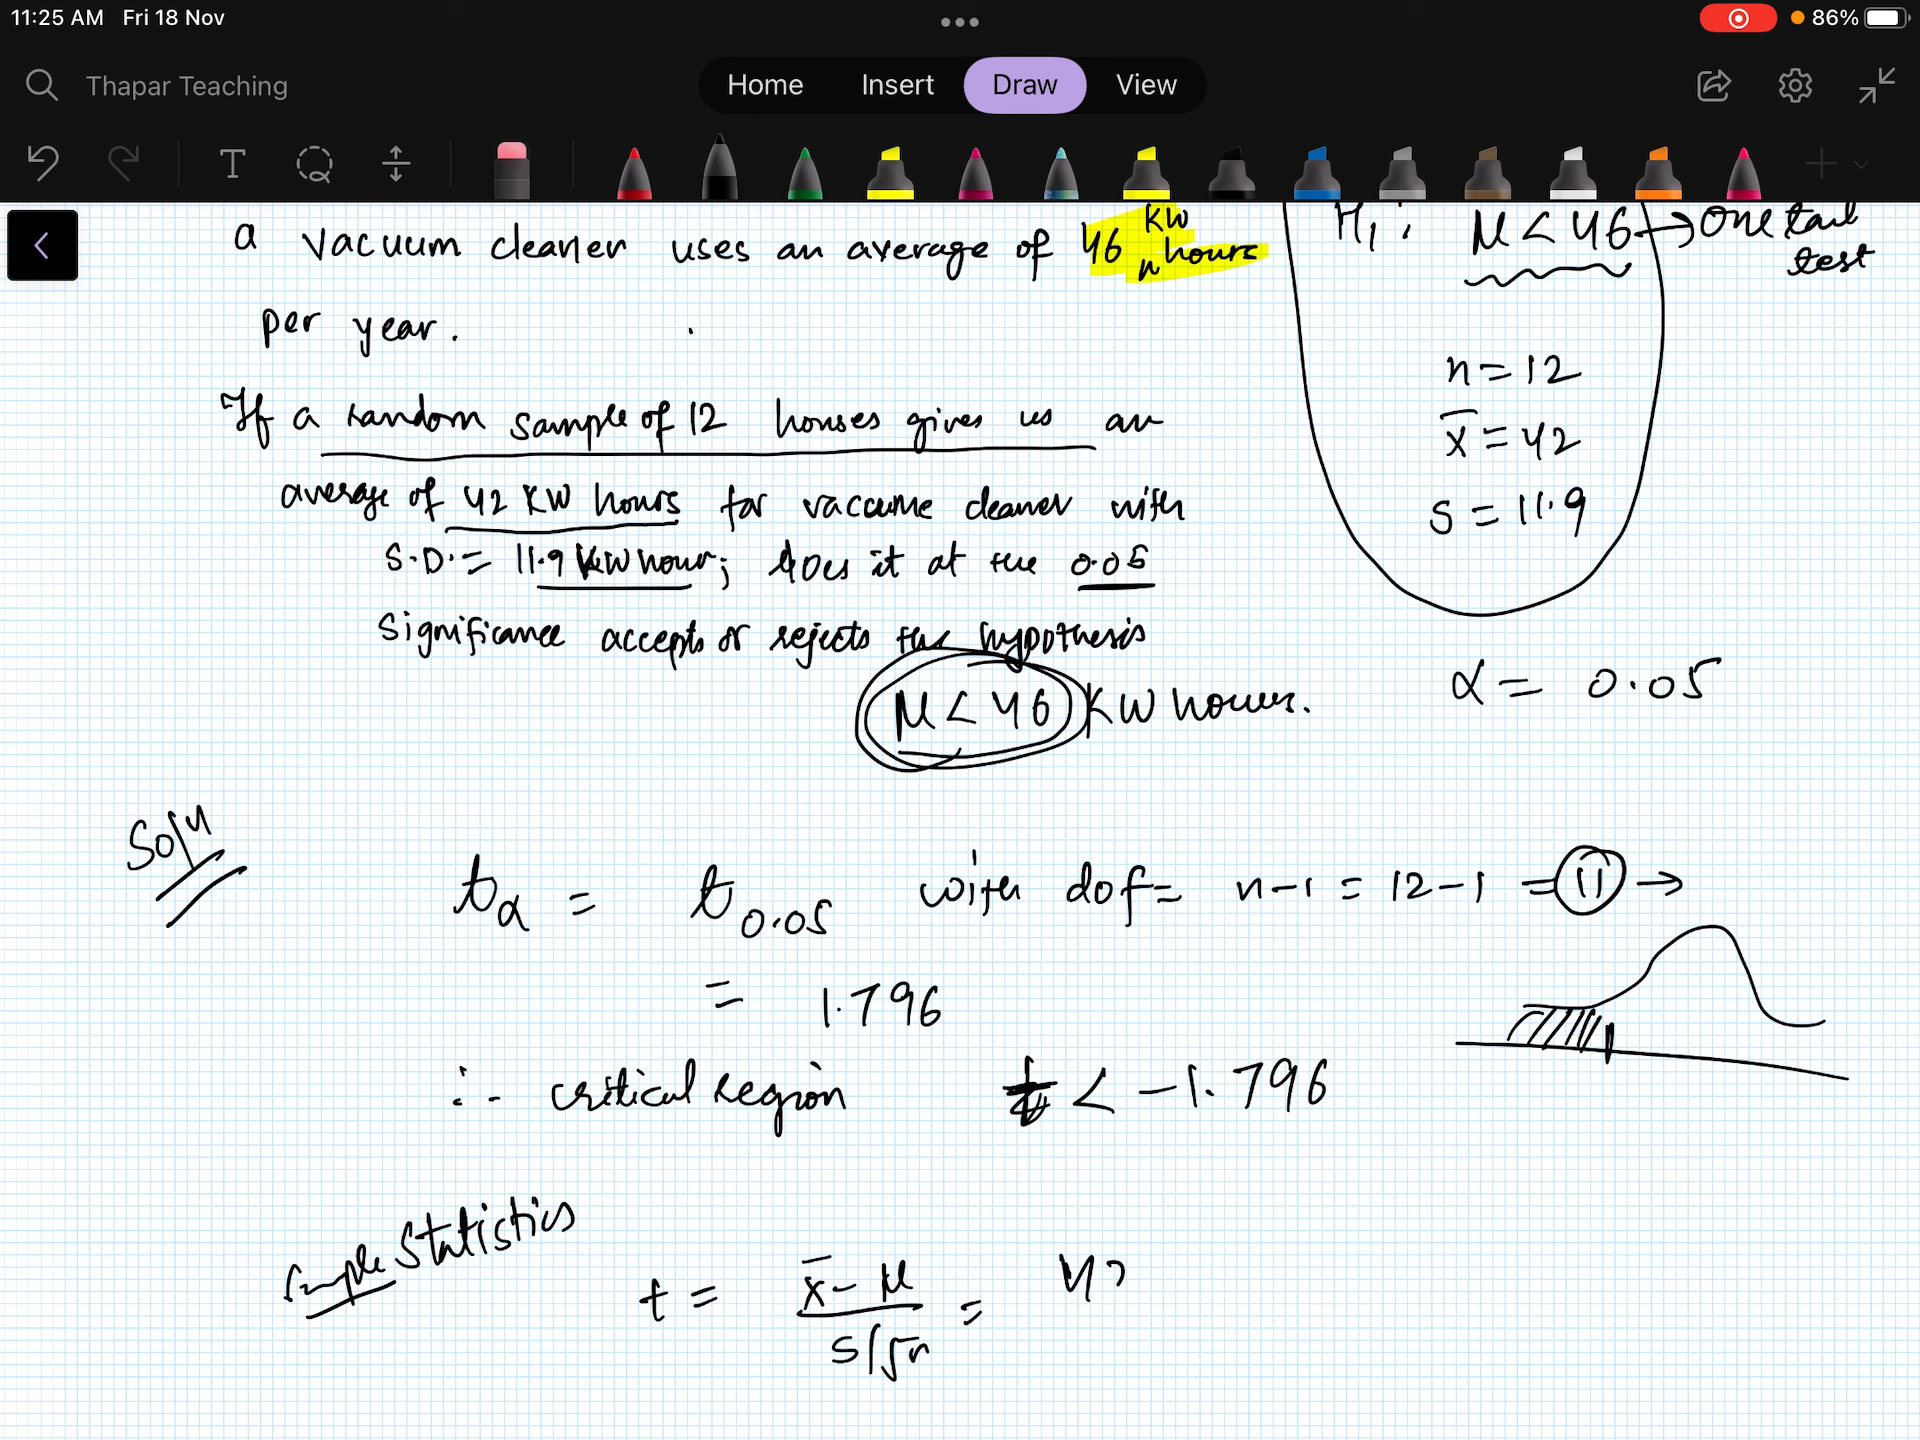 11:25 AM Fri 18 Nov
86%
Thapar Teaching
Home Insert Draw View
T
a vacuum cleaner uses an average of 46 KW hours
per year.
If a random sample of 12 houses gives us an
average of 42 KW hours for vaccume cleaner with
S.D. = 11.9 KW hour; does it at the 0.05
significance accepts or rejects the hypothesis
μ < 46 KW hours.
H₁ : μ < 46 → One tail
test
n = 12
x̄ = 42
s = 11.9
α = 0.05
Solⁿ
tα = t0.05 with dof = n-1 = 12-1 = 11 →
= 1.796
∴ critical region t < -1.796
Sample Statistics
t = x̄ - μ / s/√n = 42